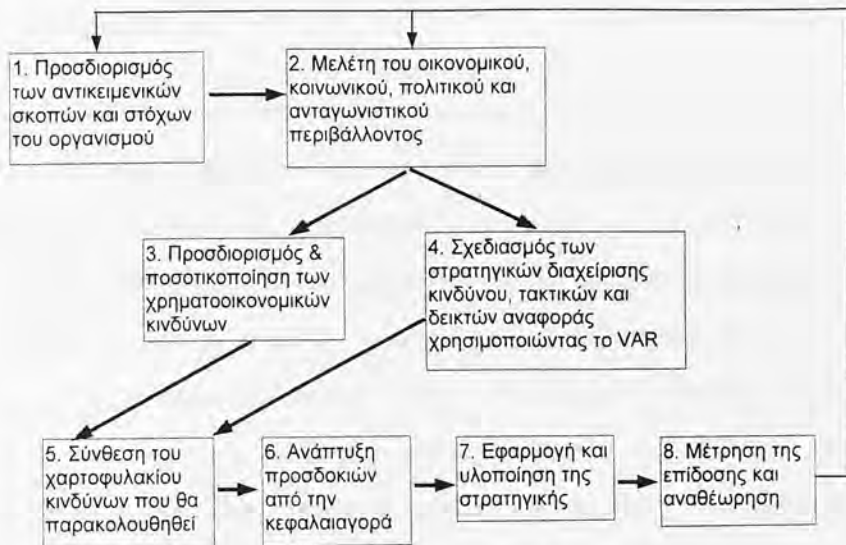 1. Προσδιορισμός
των αντικειμενικών
σκοπών και στόχων
του οργανισμού
2. Μελέτη του οικονομικού,
κοινωνικού, πολιτικού και
ανταγωνιστικού
περιβάλλοντος
3. Προσδιορισμός &
ποσοτικοποίηση των
χρηματοοικονομικών
κινδύνων
4. Σχεδιασμός των
στρατηγικών διαχείρισης
κινδύνου, τακτικών και
δεικτών αναφοράς
χρησιμοποιώντας το VAR
5. Σύνθεση του
χαρτοφυλακίου
κινδύνων που θα
παρακολουθηθεί
6. Ανάπτυξη
προσδοκιών
από την
κεφαλαιαγορά
7. Εφαρμογή και
υλοποίηση της
στρατηγικής
8. Μέτρηση της
επίδοσης και
αναθέωρηση